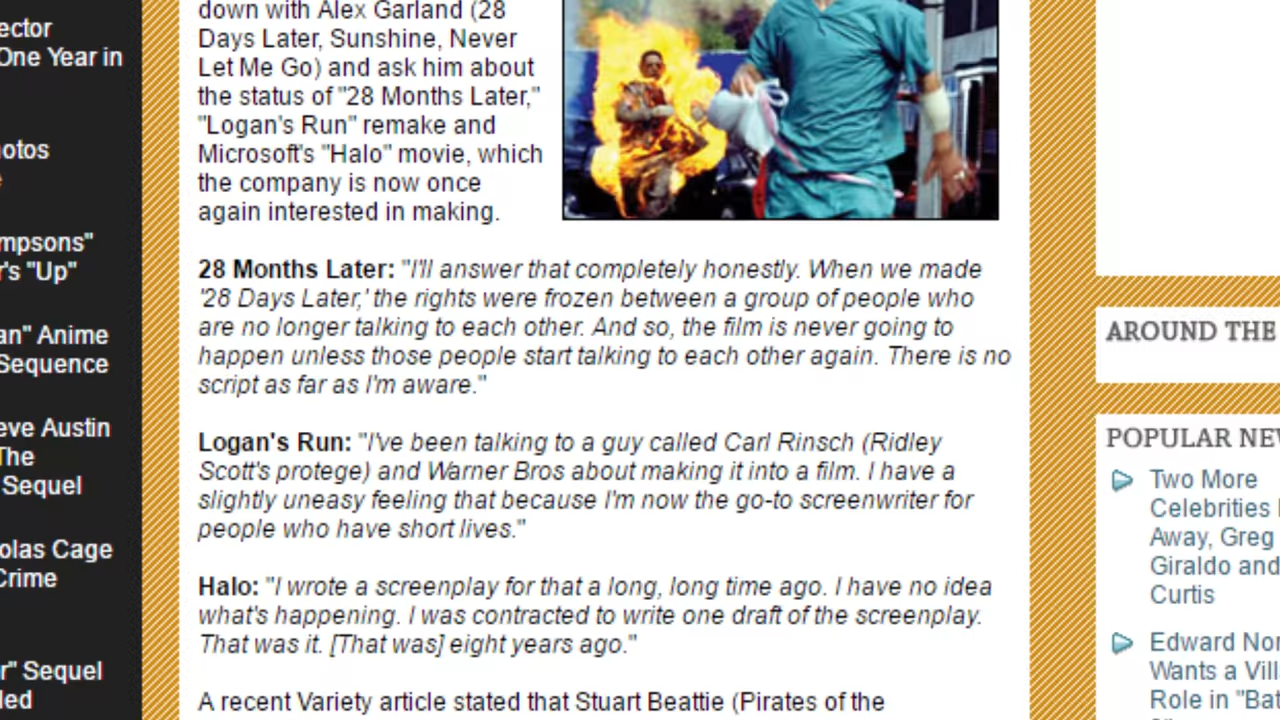 ector
One Year in
otos
mpsons"
r's "Up"
an" Anime
Sequence
eve Austin
The
Sequel
olas Cage
Crime
r" Sequel
led
down with Alex Garland (28
Days Later, Sunshine, Never
Let Me Go) and ask him about
the status of "28 Months Later,"
"Logan's Run" remake and
Microsoft's "Halo" movie, which
the company is now once
again interested in making.
28 Months Later: "I'll answer that completely honestly. When we made
'28 Days Later,' the rights were frozen between a group of people who
are no longer talking to each other. And so, the film is never going to
happen unless those people start talking to each other again. There is no
script as far as I'm aware."
Logan's Run: "I've been talking to a guy called Carl Rinsch (Ridley
Scott's protege) and Warner Bros about making it into a film. I have a
slightly uneasy feeling that because I'm now the go-to screenwriter for
people who have short lives."
Halo: "I wrote a screenplay for that a long, long time ago. I have no idea
what's happening. I was contracted to write one draft of the screenplay.
That was it. [That was] eight years ago."
A recent Variety article stated that Stuart Beattie (Pirates of the
AROUND THE
POPULAR NEW
Two More
Celebrities
Away, Greg
Giraldo and
Curtis
Edward Nor
Wants a Villa
Role in "Bat